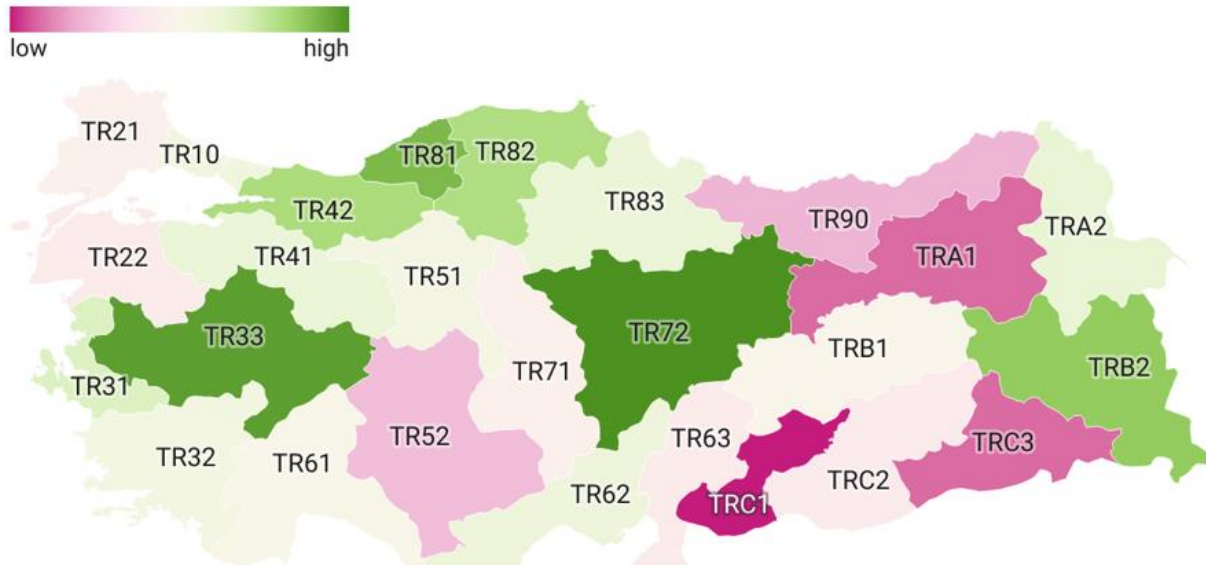 low high
TR21
TR10
TR81
TR82
TR42
TR83
TR90
TRA2
TR22
TR41
TR51
TRA1
TR33
TR72
TRB1
TR31
TR71
TRB2
TR52
TR63
TRC3
TR32
TR61
TRC2
TR62
TRC1